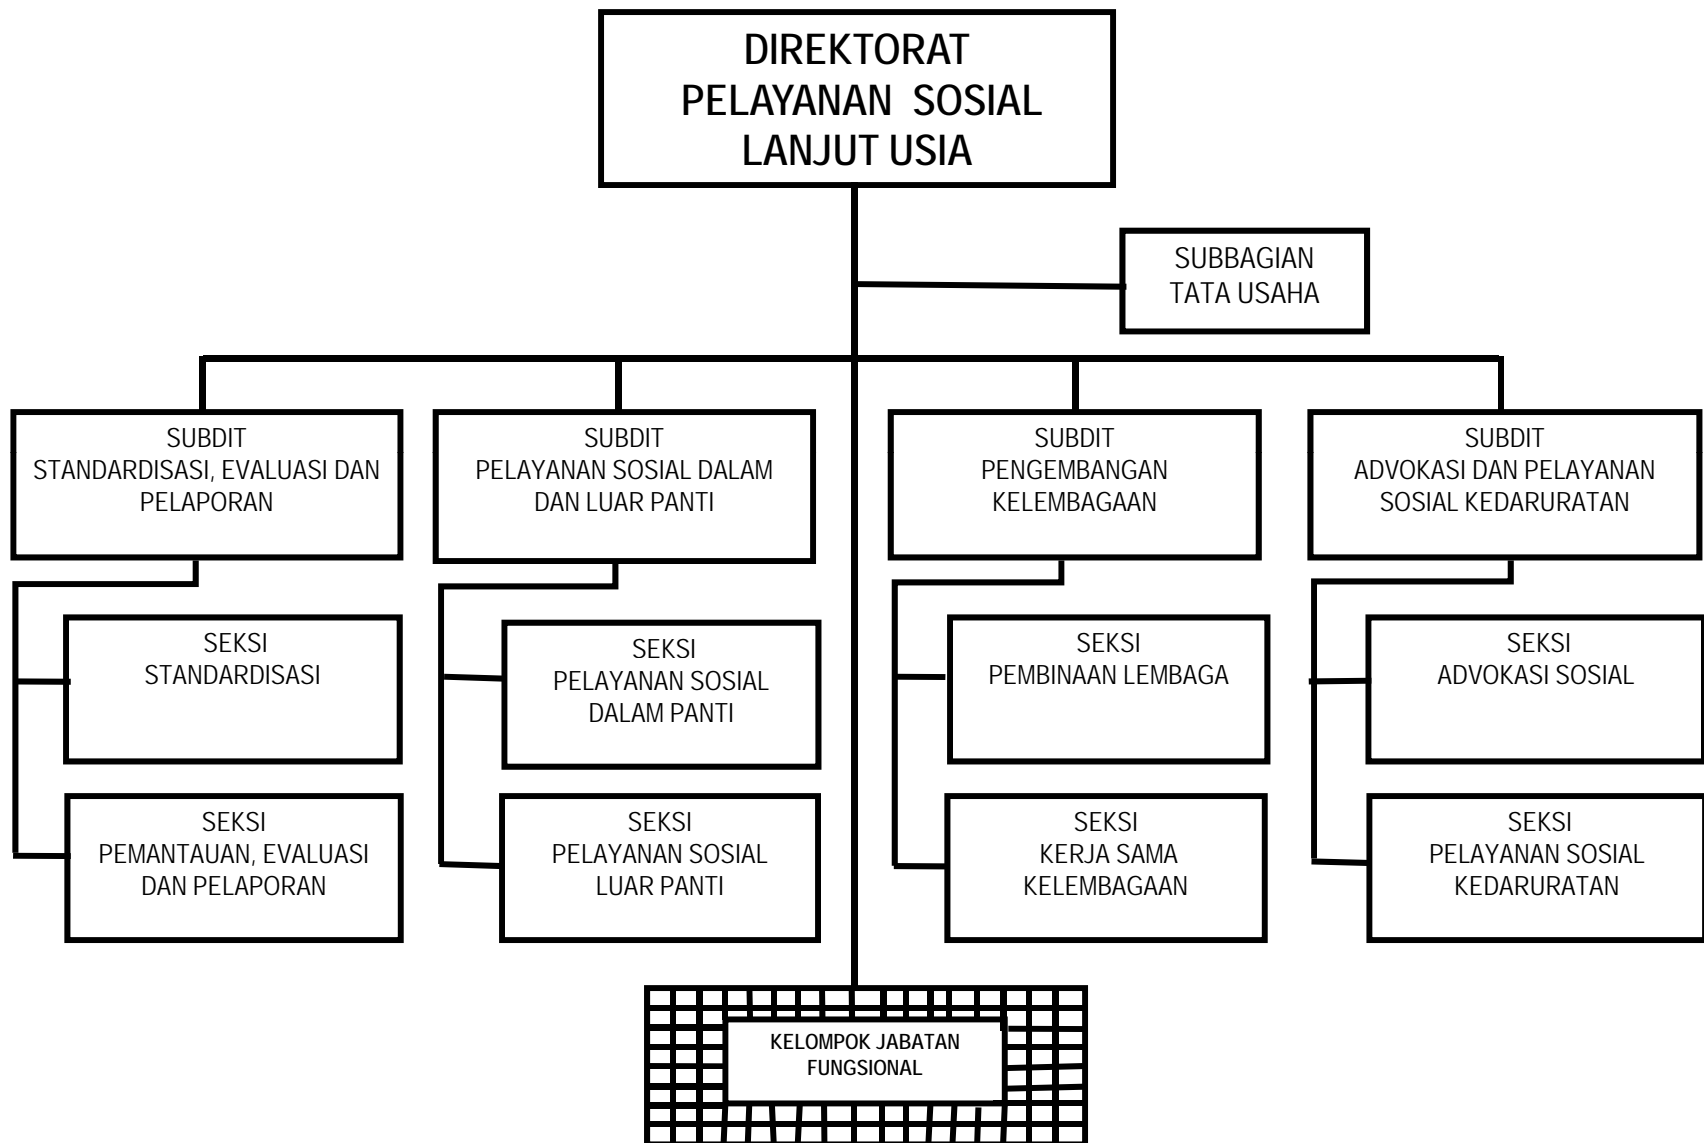 DIREKTORAT
PELAYANAN SOSIAL
LANJUT USIA
SUBBAGIAN
TATA USAHA
SUBDIT
STANDARDISASI, EVALUASI DAN
PELAPORAN
SUBDIT
PELAYANAN SOSIAL DALAM
DAN LUAR PANTI
SUBDIT
PENGEMBANGAN
KELEMBAGAAN
SUBDIT
ADVOKASI DAN PELAYANAN
SOSIAL KEDARURATAN
SEKSI
STANDARDISASI
SEKSI
PELAYANAN SOSIAL
DALAM PANTI
SEKSI
PEMBINAAN LEMBAGA
SEKSI
ADVOKASI SOSIAL
SEKSI
PEMANTAUAN, EVALUASI
DAN PELAPORAN
SEKSI
PELAYANAN SOSIAL
LUAR PANTI
SEKSI
KERJA SAMA
KELEMBAGAAN
SEKSI
PELAYANAN SOSIAL
KEDARURATAN
KELOMPOK JABATAN
FUNGSIONAL